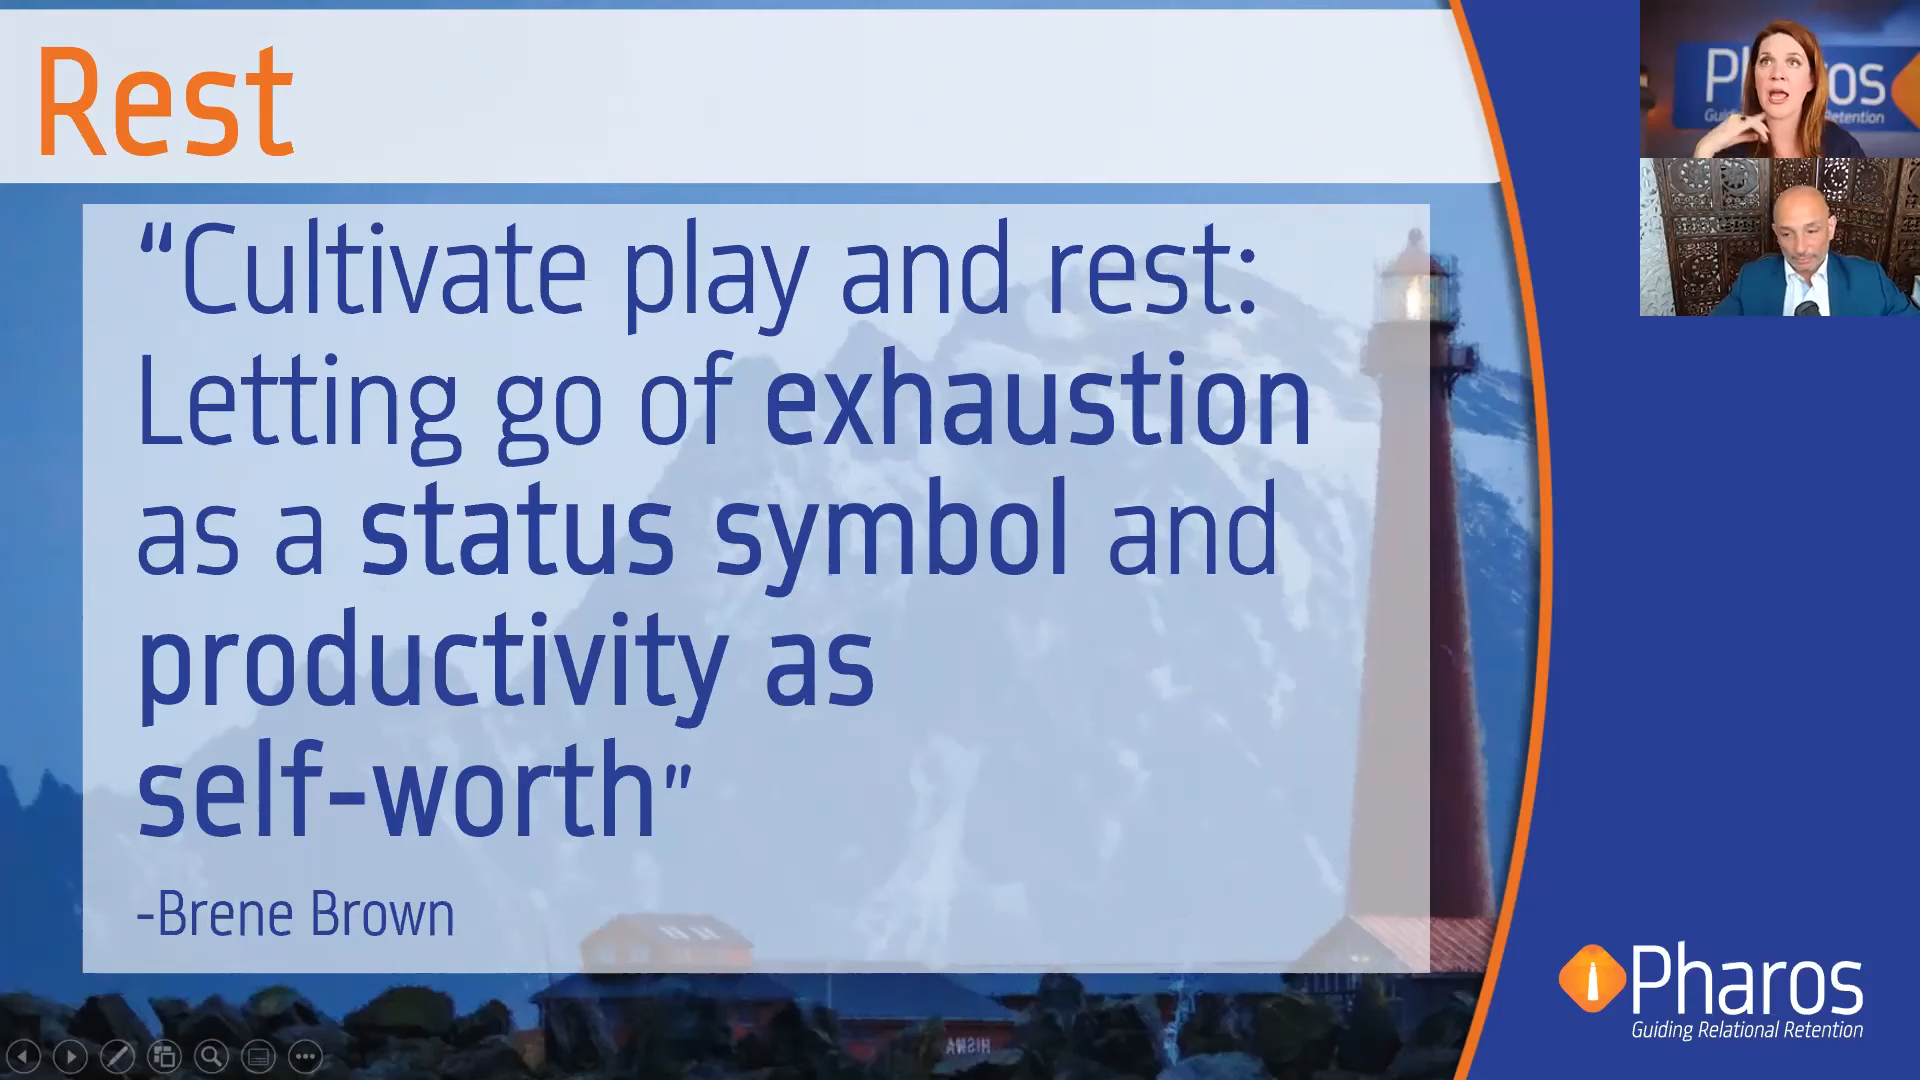 Rest
“Cultivate play and rest:
Letting go of exhaustion
as a status symbol and
productivity as
self-worth”
-Brene Brown
Pharos
Guiding Relational Retention